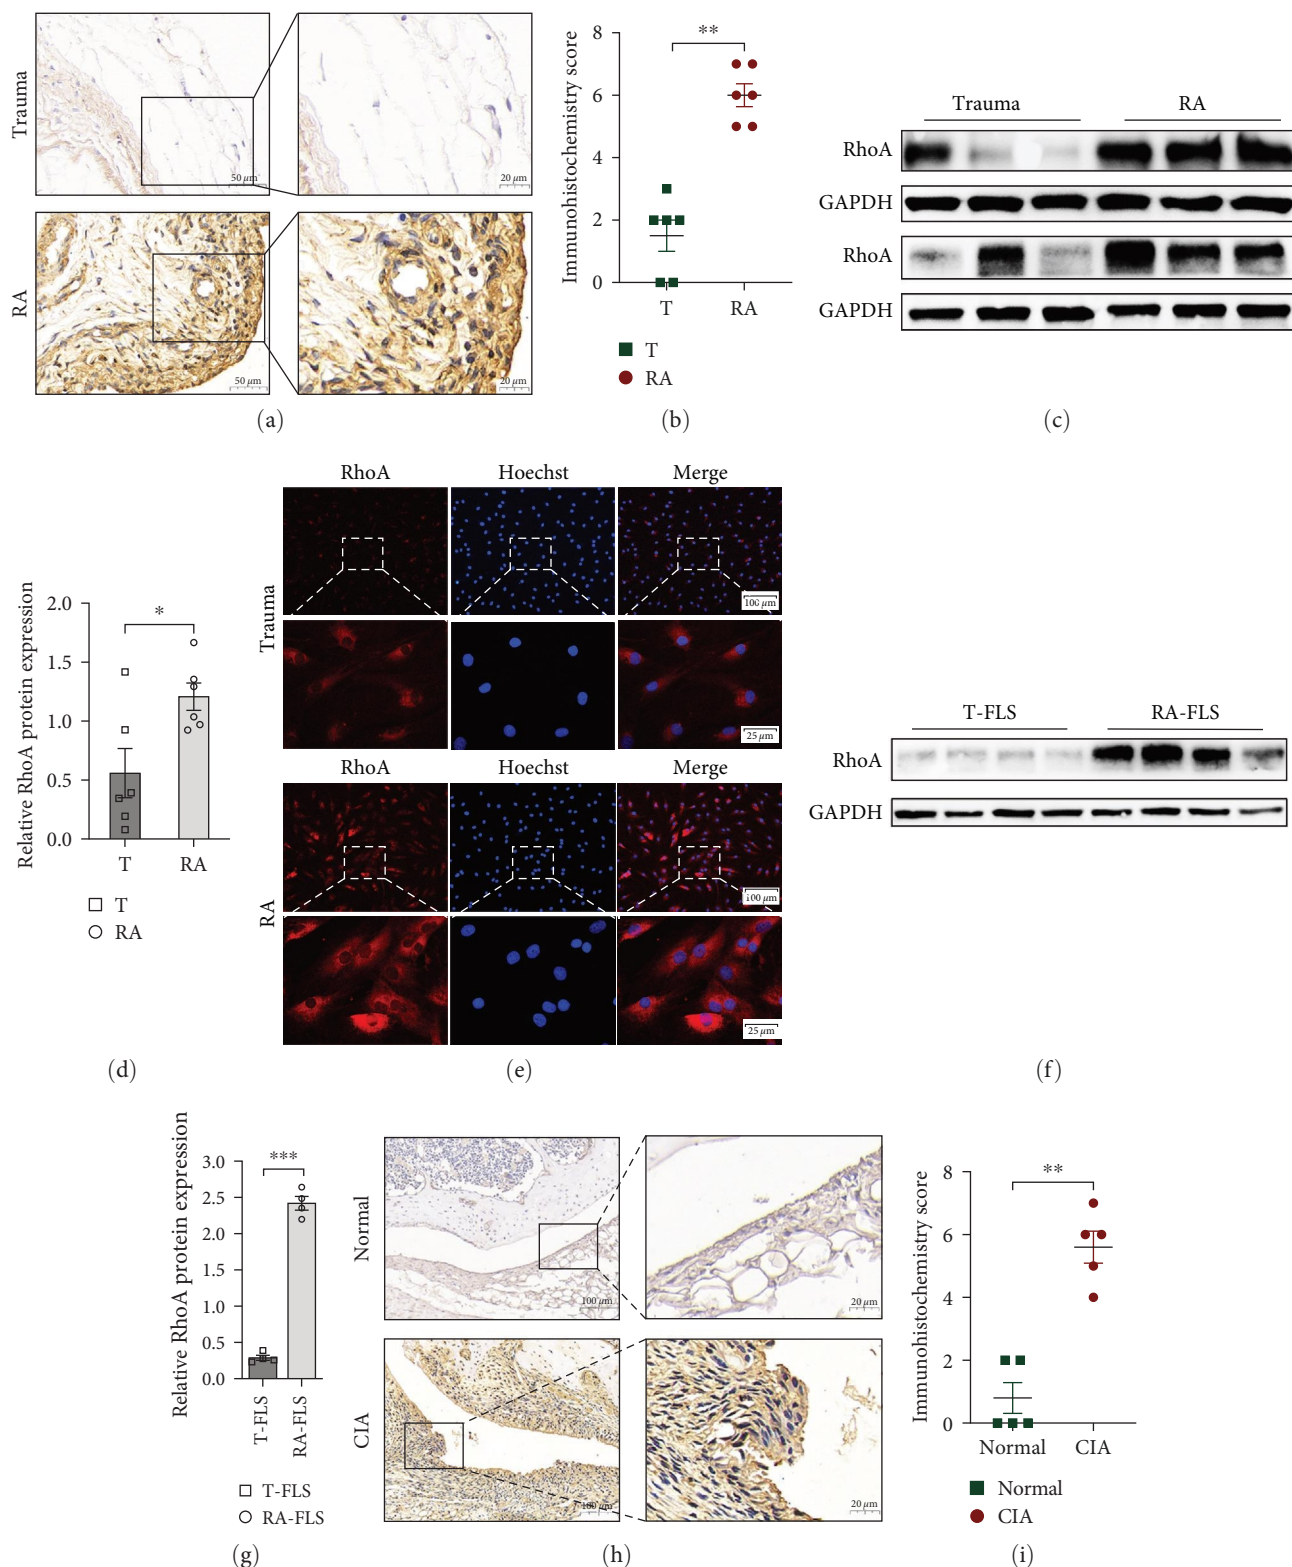 Trauma
50 μm
20 μm
RA
50 μm
20 μm
(a)
Immunohistochemistry score
8
6
4
2
0
**
T
RA
T
RA
(b)
Trauma
RA
RhoA
GAPDH
RhoA
GAPDH
(c)
Relative RhoA protein expression
2.0
1.5
1.0
0.5
0.0
*
T
RA
T
RA
(d)
RhoA
Hoechst
Merge
Trauma
100 μm
25 μm
RhoA
Hoechst
Merge
RA
100 μm
25 μm
(e)
T-FLS
RA-FLS
RhoA
GAPDH
(f)
Relative RhoA protein expression
3.0
2.5
2.0
1.5
1.0
0.5
0.0
***
T-FLS
RA-FLS
T-FLS
RA-FLS
(g)
Normal
100 μm
20 μm
CIA
100 μm
20 μm
(h)
Immunohistochemistry score
8
6
4
2
0
**
Normal
CIA
Normal
CIA
(i)